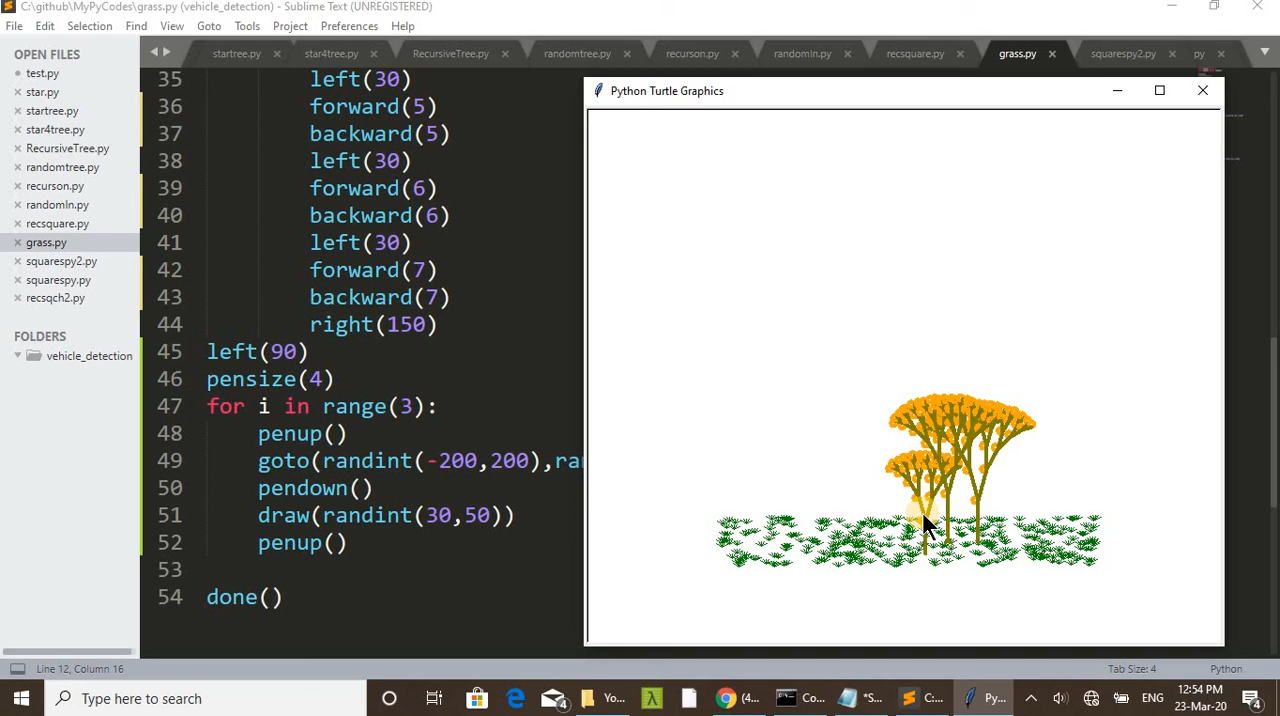 C:\github\MyPyCodes\grass.py (vehicle_detection) - Sublime Text (UNREGISTERED)
File Edit Selection Find View Goto Tools Project Preferences Help
OPEN FILES
test.py
star.py
startree.py
star4tree.py
RecursiveTree.py
randomtree.py
recurson.py
randomln.py
recsquare.py
grass.py
squarespy2.py
squarespy.py
recsqch2.py
FOLDERS
vehicle_detection
startree.py star4tree.py RecursiveTree.py randomtree.py recurson.py randomln.py recsquare.py grass.py squarespy2.py py
35 left(30)
36 forward(5)
37 backward(5)
38 left(30)
39 forward(6)
40 backward(6)
41 left(30)
42 forward(7)
43 backward(7)
44 right(150)
45 left(90)
46 pensize(4)
47 for i in range(3):
48 penup()
49 goto(randint(-200,200),ra
50 pendown()
51 draw(randint(30,50))
52 penup()
53
54 done()
Python Turtle Graphics
Line 12, Column 16
Tab Size: 4 Python
Type here to search
4
Yo...
(4...
Co...
*S...
C:...
Py...
ENG
12:54 PM
23-Mar-20
4